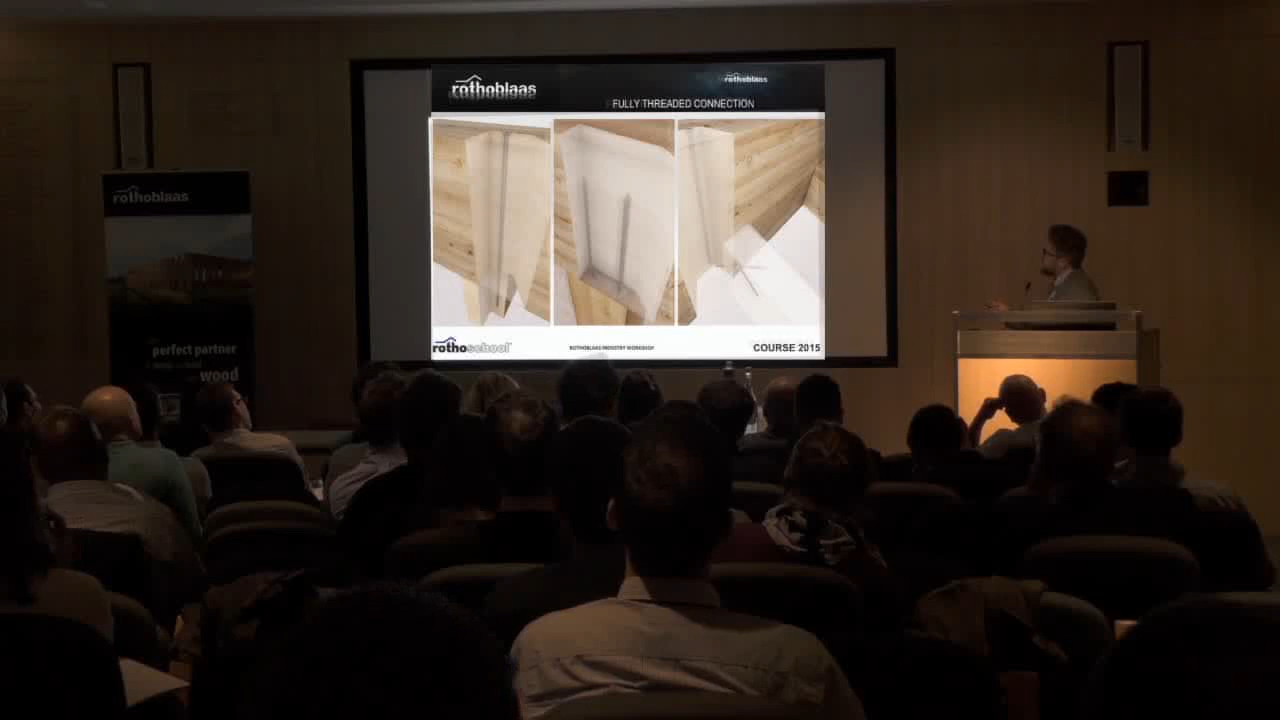 rothoblaas
rothoblaas
FULLY THREADED CONNECTION
rothoschool
ROTHOBLAAS INDUSTRY WORKSHOP
COURSE 2015
rothoblaas
perfect partner
wood